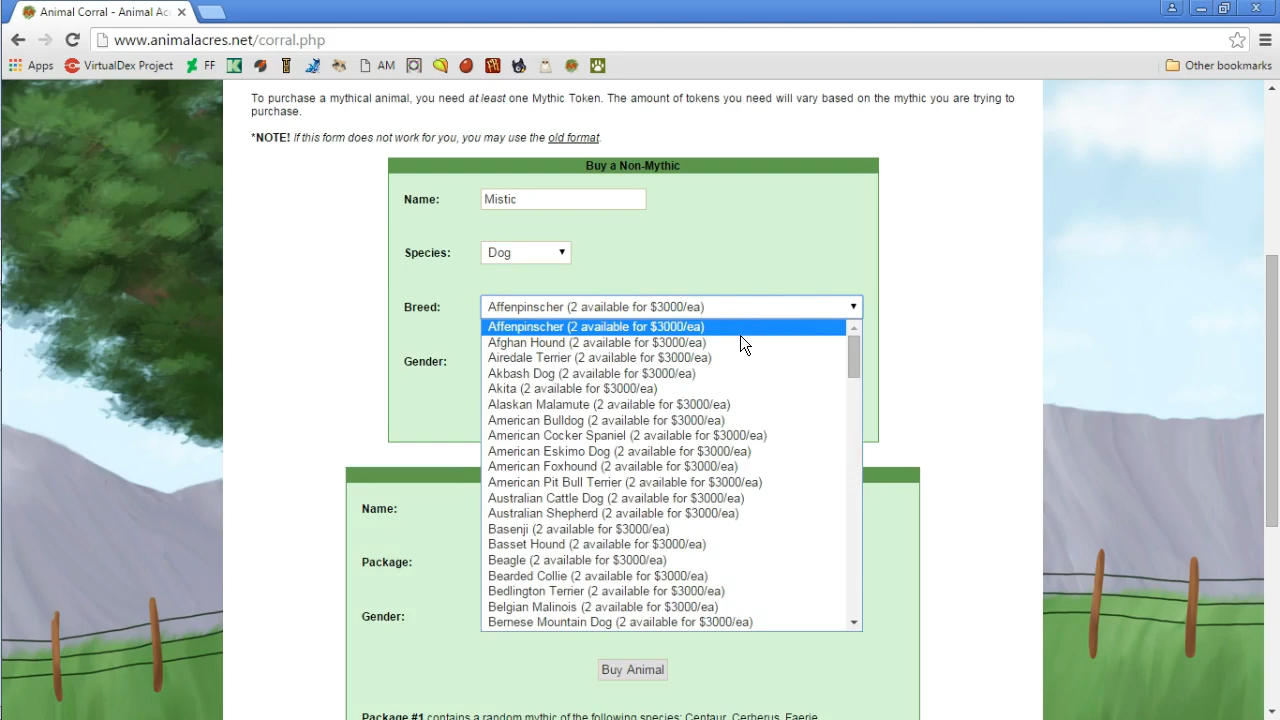 Animal Corral - Animal Acr
www.animalacres.net/corral.php
Apps VirtualDex Project FF AM Other bookmarks
To purchase a mythical animal, you need at least one Mythic Token. The amount of tokens you need will vary based on the mythic you are trying to
purchase.
*NOTE! If this form does not work for you, you may use the old format.
Buy a Non-Mythic
Name: Mistic
Species: Dog
Breed: Affenpinscher (2 available for $3000/ea)
Affenpinscher (2 available for $3000/ea)
Afghan Hound (2 available for $3000/ea)
Airedale Terrier (2 available for $3000/ea)
Gender:
Akbash Dog (2 available for $3000/ea)
Akita (2 available for $3000/ea)
Alaskan Malamute (2 available for $3000/ea)
American Bulldog (2 available for $3000/ea)
American Cocker Spaniel (2 available for $3000/ea)
American Eskimo Dog (2 available for $3000/ea)
American Foxhound (2 available for $3000/ea)
American Pit Bull Terrier (2 available for $3000/ea)
Australian Cattle Dog (2 available for $3000/ea)
Name:
Australian Shepherd (2 available for $3000/ea)
Basenji (2 available for $3000/ea)
Basset Hound (2 available for $3000/ea)
Package:
Beagle (2 available for $3000/ea)
Bearded Collie (2 available for $3000/ea)
Bedlington Terrier (2 available for $3000/ea)
Belgian Malinois (2 available for $3000/ea)
Gender:
Bernese Mountain Dog (2 available for $3000/ea)
Buy Animal
Package #1 contains a random mythic of the following species: Centaur, Cerberus, Faerie,